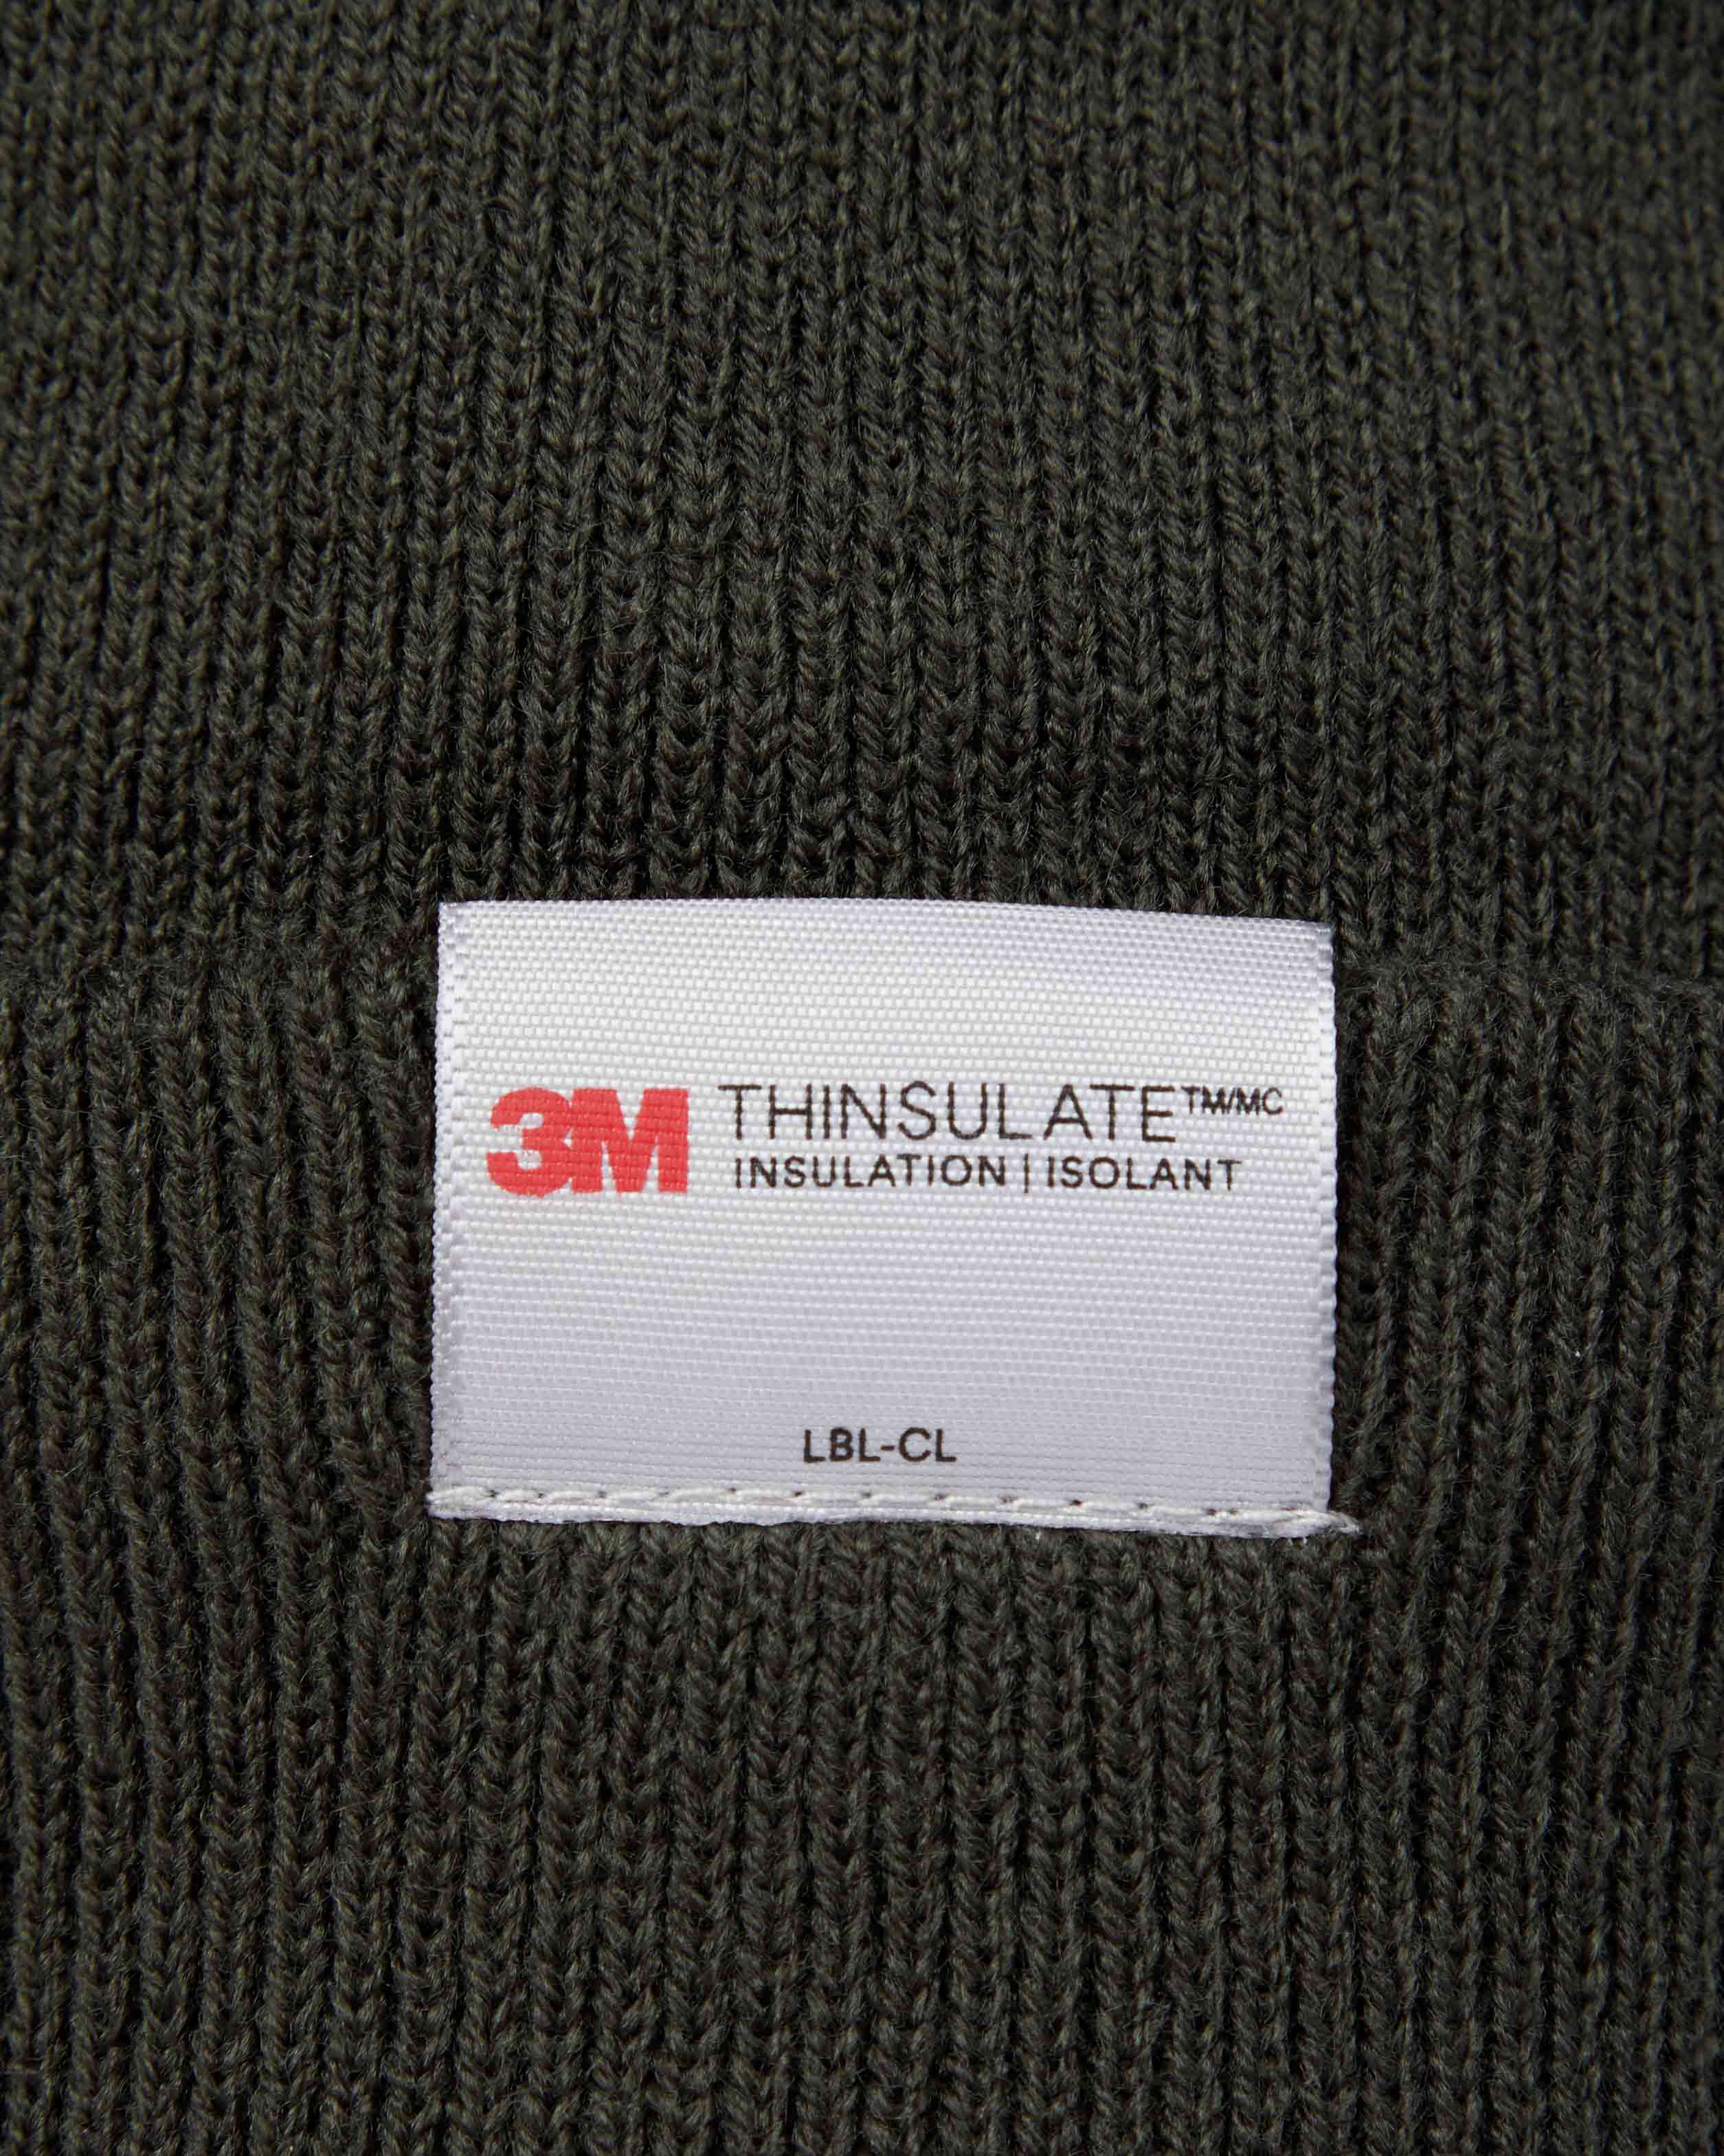 3M THINSULATE™/MC
INSULATION | ISOLANT
LBL-CL